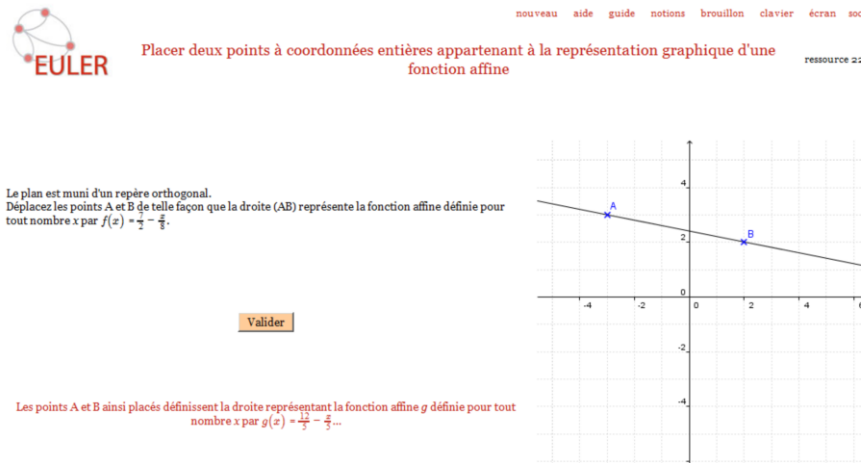 nouveau aide guide notions brouillon clavier écran
EULER
Placer deux points à coordonnées entières appartenant à la représentation graphique d'une
fonction affine
ressource 22
Le plan est muni d'un repère orthogonal.
Déplacez les points A et B de telle façon que la droite (AB) représente la fonction affine définie pour
tout nombre x par f(x) = 7/2 − x/8.
Valider
Les points A et B ainsi placés définissent la droite représentant la fonction affine g définie pour tout
nombre x par g(x) = 12/5 − x/5...
4
A
B
2
0
-4 -2 0 2 4 6
-2
-4